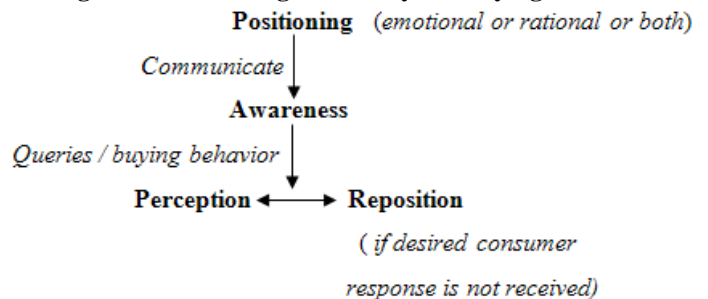 Positioning (emotional or rational or both)
Communicate
Awareness
Queries / buying behavior
Perception Reposition
( if desired consumer
response is not received)